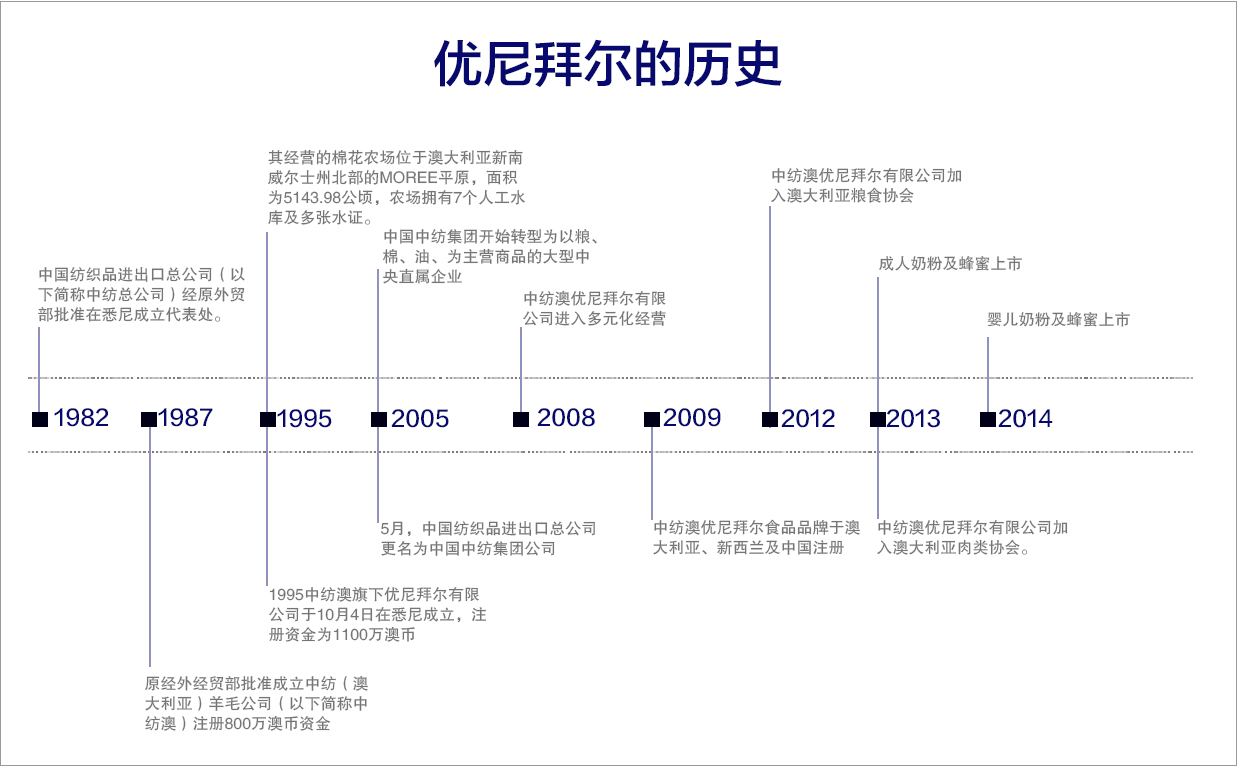 优尼拜尔的历史
其经营的棉花农场位于澳大利亚新南
威尔士州北部的MOREE平原，面积
为5143.98公顷，农场拥有7个人工水
库及多张水证。
中纺澳优尼拜尔有限公司加
入澳大利亚粮食协会
中国中纺集团开始转型为以粮、
棉、油、为主营商品的大型中
央直属企业
成人奶粉及蜂蜜上市
中国纺织品进出口总公司（以
下简称中纺总公司）经原外贸
部批准在悉尼成立代表处。
中纺澳优尼拜尔有限
公司进入多元化经营
婴儿奶粉及蜂蜜上市
1982
1987
1995
2005
2008
2009
2012
2013
2014
5月，中国纺织品进出口总公司
更名为中国中纺集团公司
中纺澳优尼拜尔食品品牌于澳
大利亚、新西兰及中国注册
中纺澳优尼拜尔有限公司加
入澳大利亚肉类协会。
1995中纺澳旗下优尼拜尔有限
公司于10月4日在悉尼成立，注
册资金为1100万澳币
原经外经贸部批准成立中纺（澳
大利亚）羊毛公司（以下简称中
纺澳）注册800万澳币资金